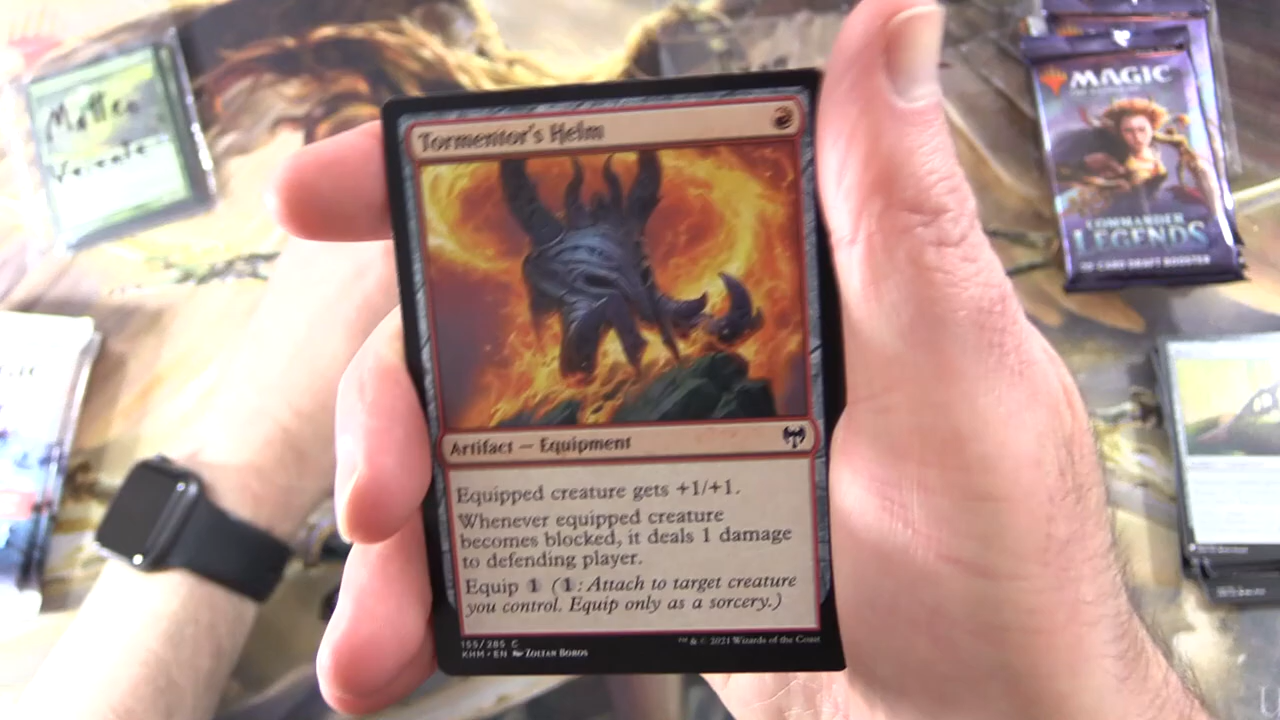 Matteo
Tormentor's Helm
MAGIC
COMMANDER
LEGENDS
Artifact — Equipment
Equipped creature gets +1/+1.
Whenever equipped creature
becomes blocked, it deals 1 damage
to defending player.
Equip 1 (1: Attach to target creature
you control. Equip only as a sorcery.)
155/285 C
KHM • EN Zoltan Boros
™ & © 2021 Wizards of the Coast